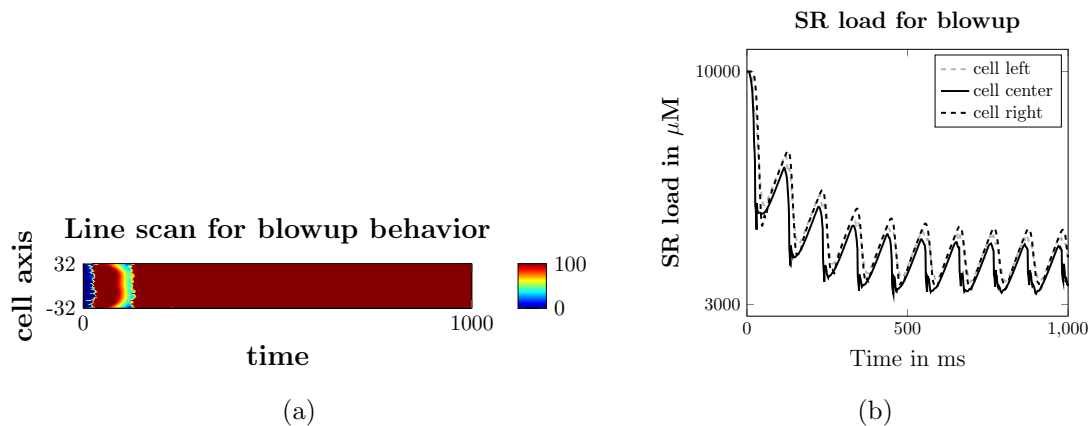 Line scan for blowup behavior
cell axis
32
-32
0
1000
time
100
0
(a)
SR load for blowup
SR load in μM
10000
3000
cell left
cell center
cell right
0
500
1,000
Time in ms
(b)